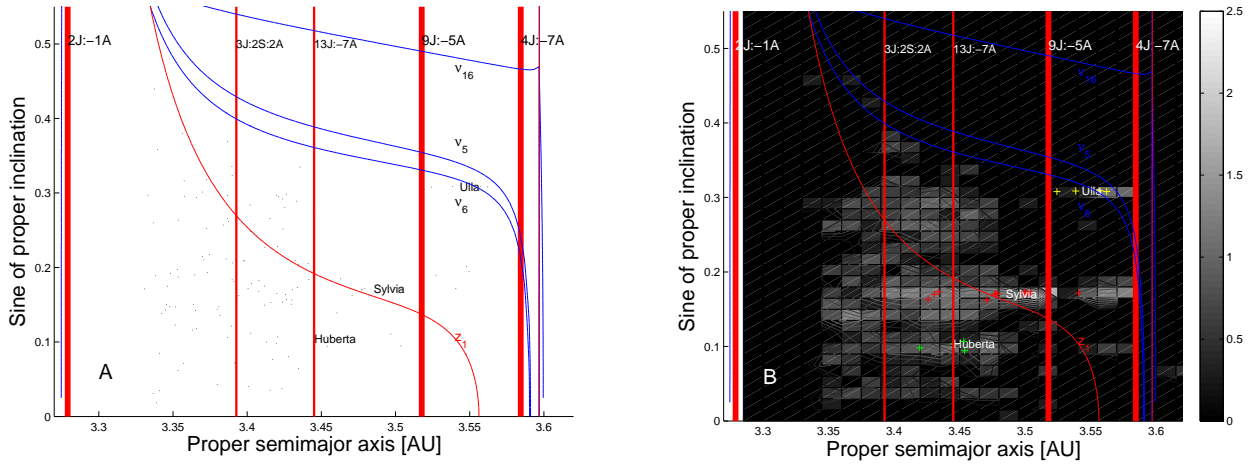 2J:−1A
3J:2S:2A
13J:−7A
9J:−5A
4J:−7A
ν16
ν5
Ulla
ν6
Sylvia
z1
Huberta
A
0.5
0.4
0.3
0.2
0.1
0
3.3
3.35
3.4
3.45
3.5
3.55
3.6
Sine of proper inclination
Proper semimajor axis [AU]
2J:−1A
3J:2S:2A
13J:−7A
9J:−5A
4J:−7A
ν16
ν5
Ulla
ν6
Sylvia
Huberta
z1
B
0.5
0.4
0.3
0.2
0.1
0
3.3
3.35
3.4
3.45
3.5
3.55
3.6
Sine of proper inclination
Proper semimajor axis [AU]
2.5
2
1.5
1
0.5
0